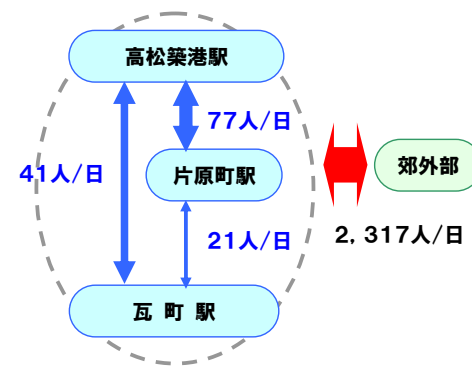 高松築港駅
77人/日
41人/日
片原町駅
郊外部
21人/日
2, 317人/日
瓦 町 駅